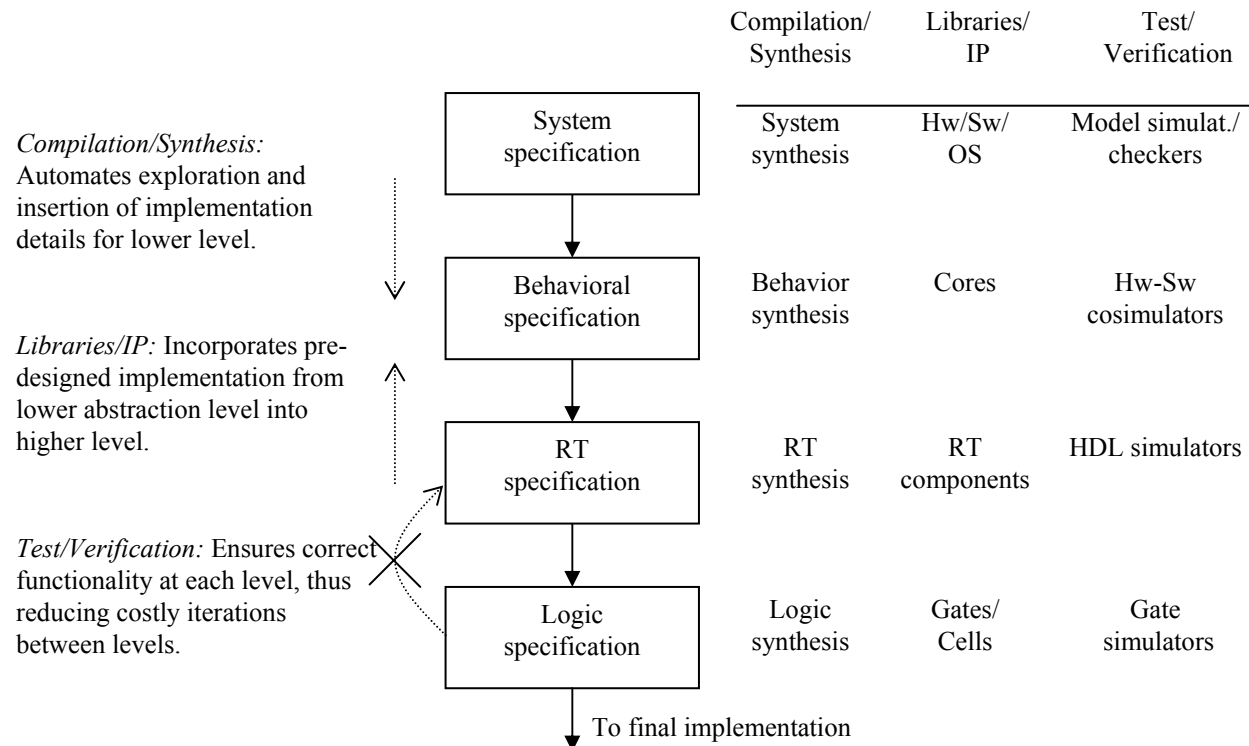 Compilation/ Libraries/ Test/
Synthesis IP Verification
Compilation/Synthesis:
Automates exploration and
insertion of implementation
details for lower level.
Libraries/IP: Incorporates pre-
designed implementation from
lower abstraction level into
higher level.
Test/Verification: Ensures correct
functionality at each level, thus
reducing costly iterations
between levels.
System
specification
Behavioral
specification
RT
specification
Logic
specification
To final implementation
System Hw/Sw/ Model simulat./
synthesis OS checkers
Behavior Cores Hw-Sw
synthesis cosimulators
RT RT HDL simulators
synthesis components
Logic Gates/ Gate
synthesis Cells simulators